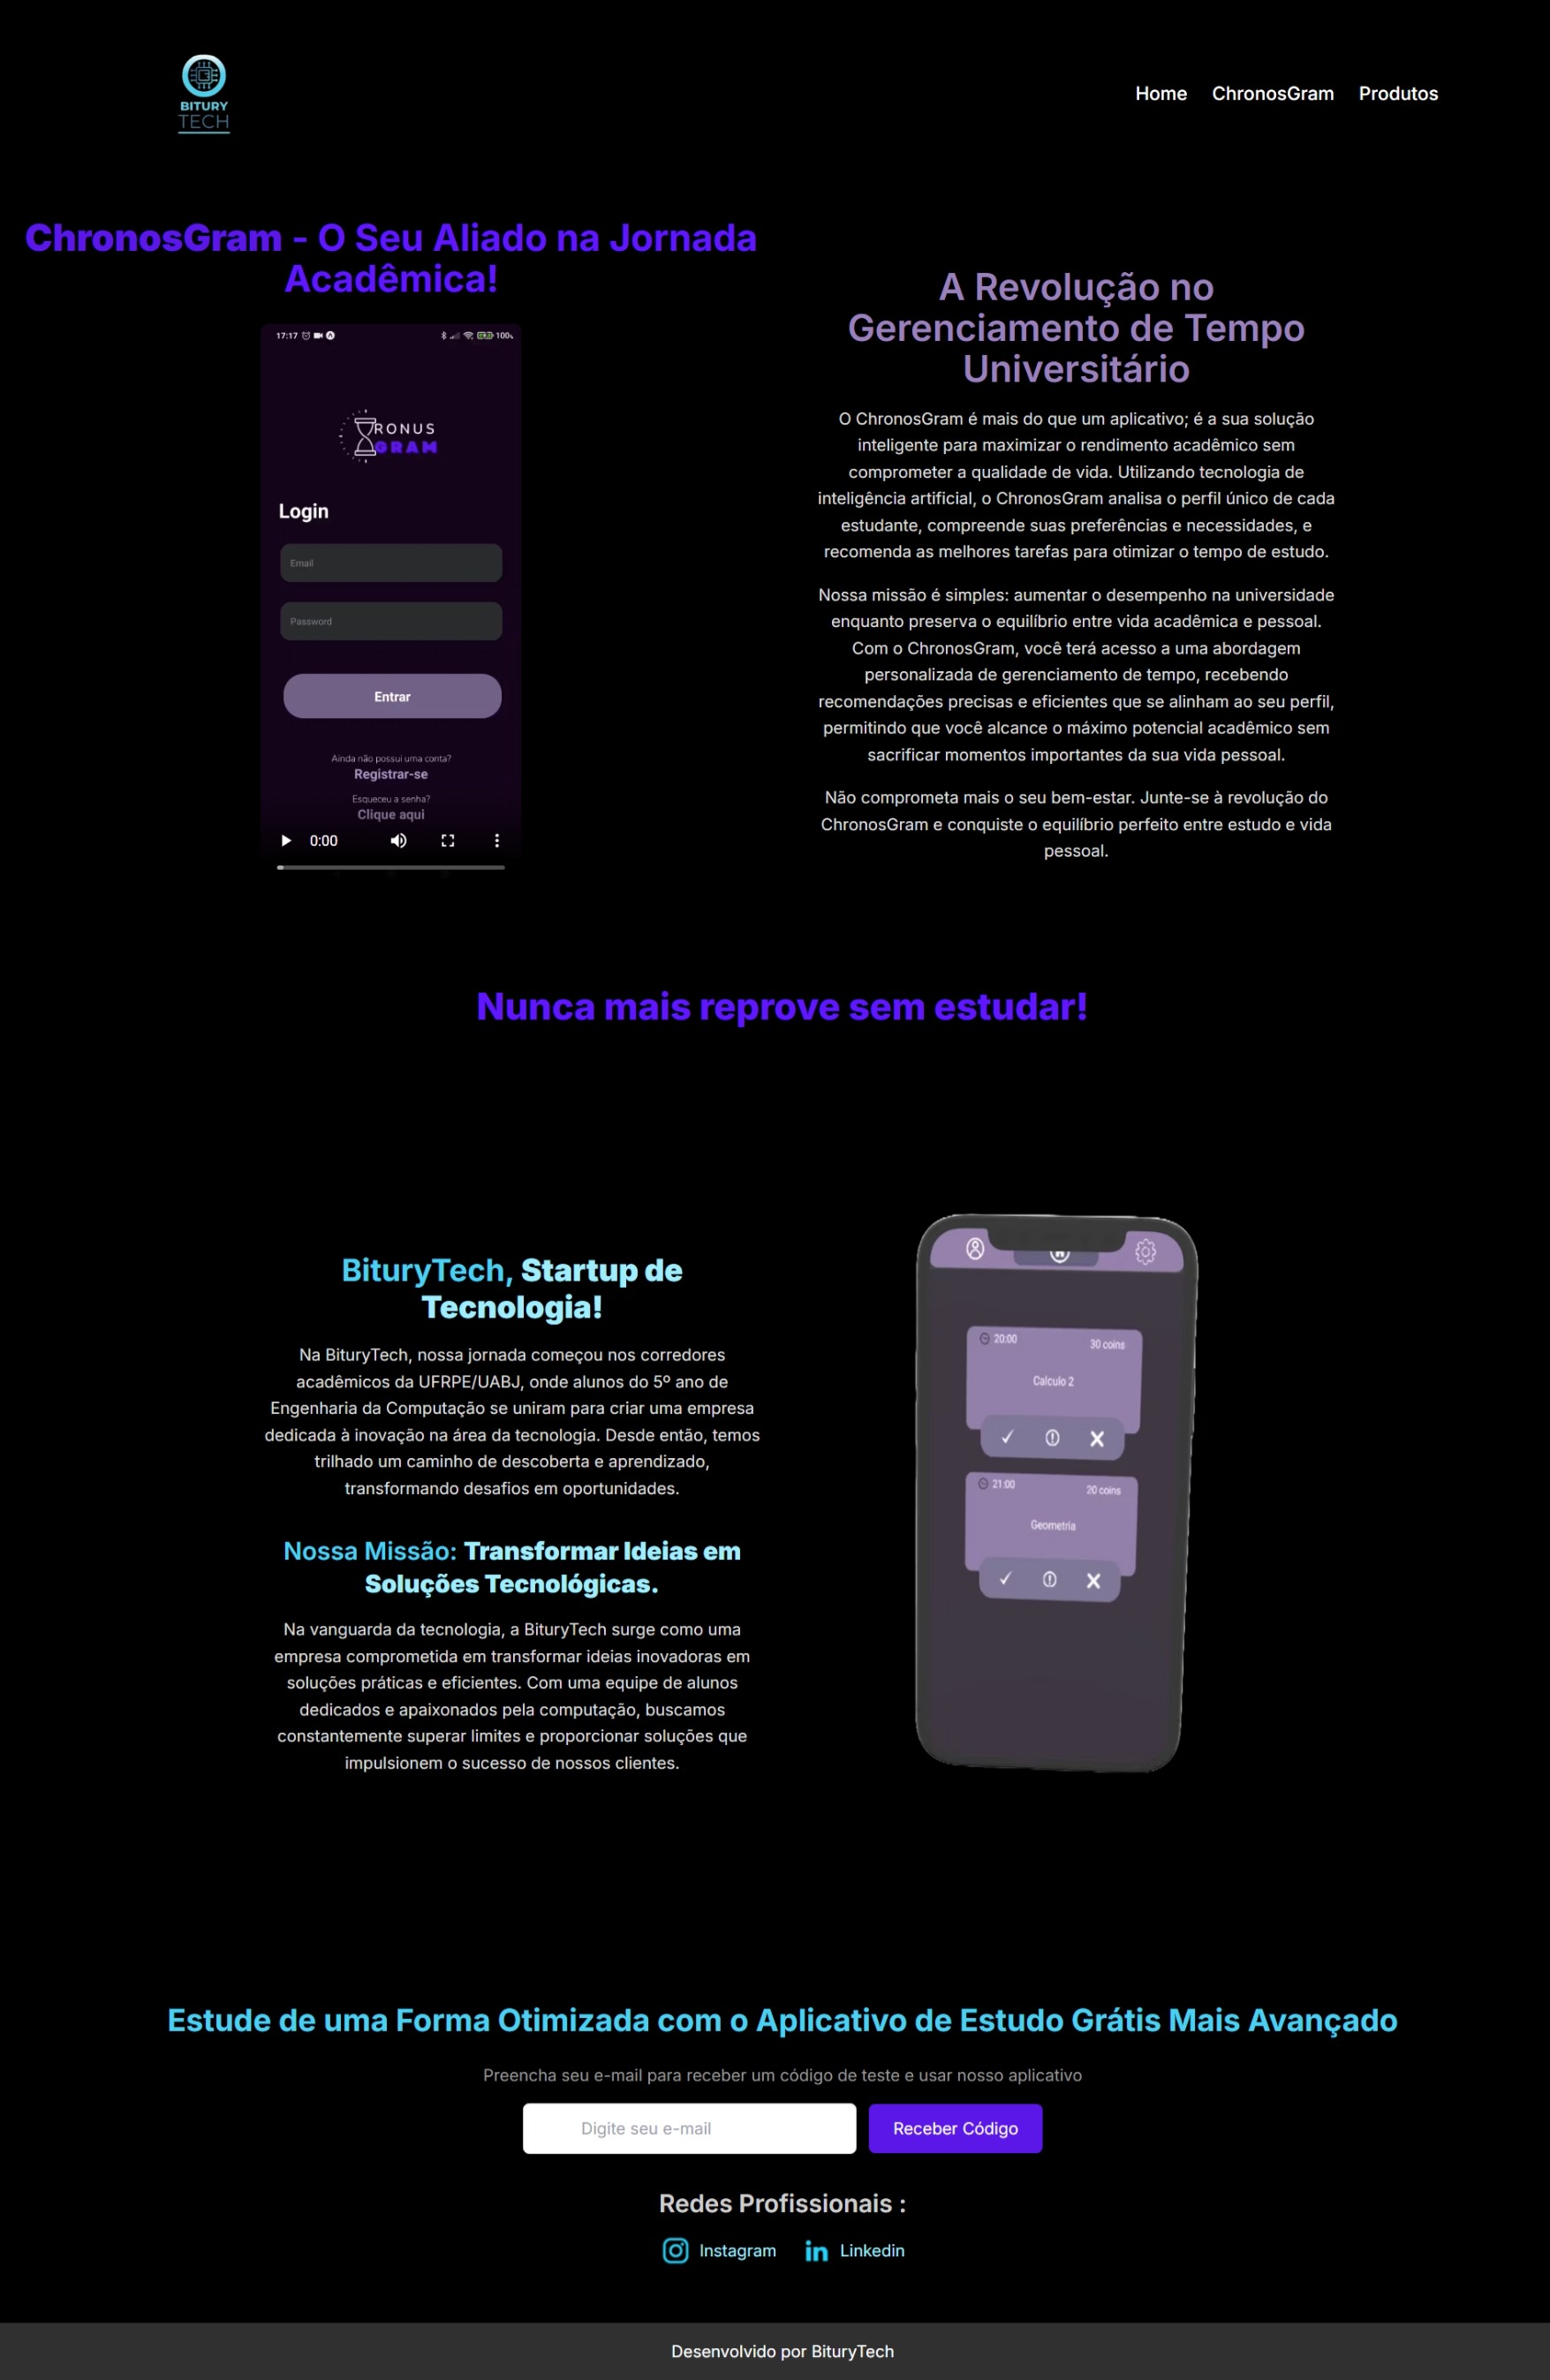 BITURY
TECH
Home ChronosGram Produtos
ChronosGram - O Seu Aliado na Jornada
Acadêmica!
17:17 100%
RONUS
GRAM
Login
Email
Password
Entrar
Ainda não possui uma conta?
Registrar-se
Esqueceu a senha?
Clique aqui
0:00
A Revolução no
Gerenciamento de Tempo
Universitário
O ChronosGram é mais do que um aplicativo; é a sua solução
inteligente para maximizar o rendimento acadêmico sem
comprometer a qualidade de vida. Utilizando tecnologia de
inteligência artificial, o ChronosGram analisa o perfil único de cada
estudante, compreende suas preferências e necessidades, e
recomenda as melhores tarefas para otimizar o tempo de estudo.
Nossa missão é simples: aumentar o desempenho na universidade
enquanto preserva o equilíbrio entre vida acadêmica e pessoal.
Com o ChronosGram, você terá acesso a uma abordagem
personalizada de gerenciamento de tempo, recebendo
recomendações precisas e eficientes que se alinham ao seu perfil,
permitindo que você alcance o máximo potencial acadêmico sem
sacrificar momentos importantes da sua vida pessoal.
Não comprometa mais o seu bem-estar. Junte-se à revolução do
ChronosGram e conquiste o equilíbrio perfeito entre estudo e vida
pessoal.
Nunca mais reprove sem estudar!
BituryTech, Startup de
Tecnologia!
Na BituryTech, nossa jornada começou nos corredores
acadêmicos da UFRPE/UABJ, onde alunos do 5º ano de
Engenharia da Computação se uniram para criar uma empresa
dedicada à inovação na área da tecnologia. Desde então, temos
trilhado um caminho de descoberta e aprendizado,
transformando desafios em oportunidades.
Nossa Missão: Transformar Ideias em
Soluções Tecnológicas.
Na vanguarda da tecnologia, a BituryTech surge como uma
empresa comprometida em transformar ideias inovadoras em
soluções práticas e eficientes. Com uma equipe de alunos
dedicados e apaixonados pela computação, buscamos
constantemente superar limites e proporcionar soluções que
impulsionem o sucesso de nossos clientes.
20:00 30 coins
Calculo 2
21:00 20 coins
Geometria
Estude de uma Forma Otimizada com o Aplicativo de Estudo Grátis Mais Avançado
Preencha seu e-mail para receber um código de teste e usar nosso aplicativo
Digite seu e-mail Receber Código
Redes Profissionais :
Instagram Linkedin
Desenvolvido por BituryTech